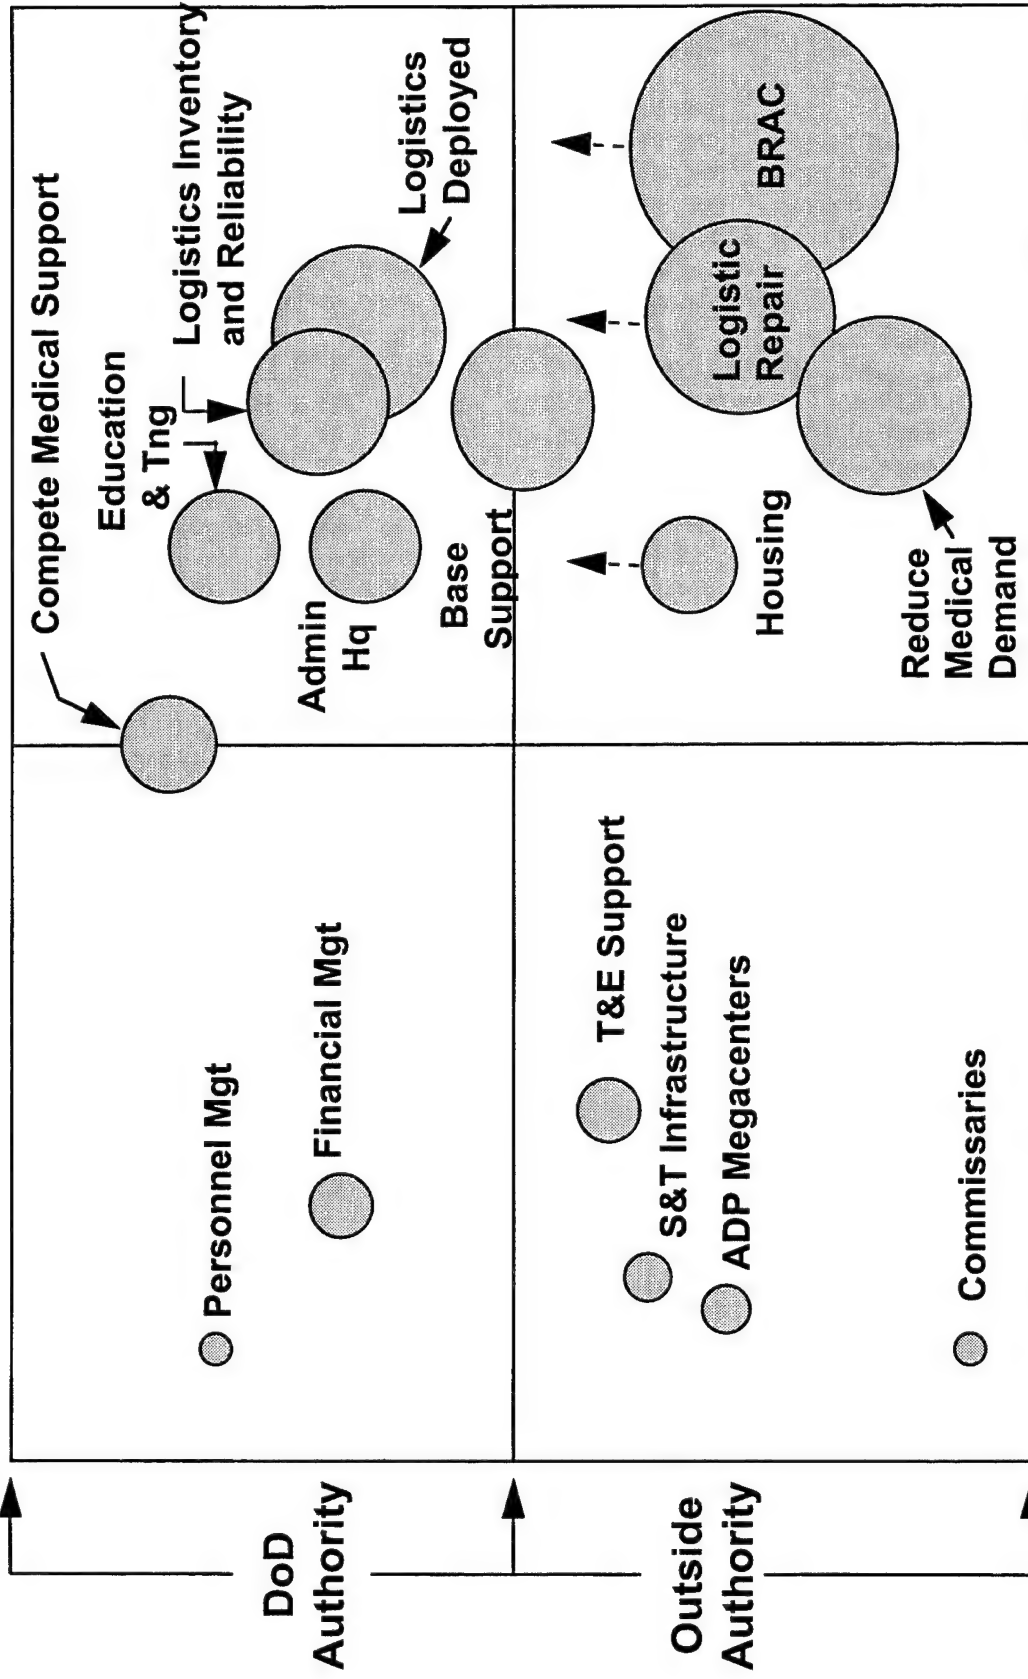 Compete Medical Support
Education
& Tng
Logistics Inventory
and Reliability
Logistics
Deployed
Personnel Mgt
Financial Mgt
Admin
Hq
Base
Support
DoD
Authority
T&E Support
S&T Infrastructure
ADP Megacenters
Commissaries
Housing
Logistic
Repair
BRAC
Reduce
Medical
Demand
Outside
Authority